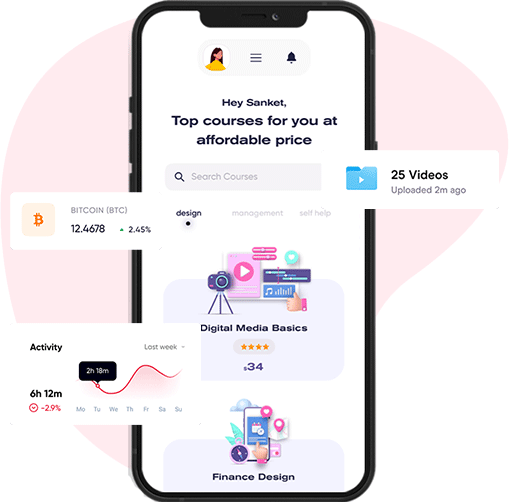 Hey Sanket,
Top courses for you at
affordable price
Search Courses
25 Videos
Uploaded 2m ago
BITCOIN (BTC)
12.4678
2.45%
design
management
self help
Digital Media Basics
$34
Activity
Last week
2h 18m
6h 12m
-2.9%
Mo Tu We Th Fr Sa Su
Finance Design